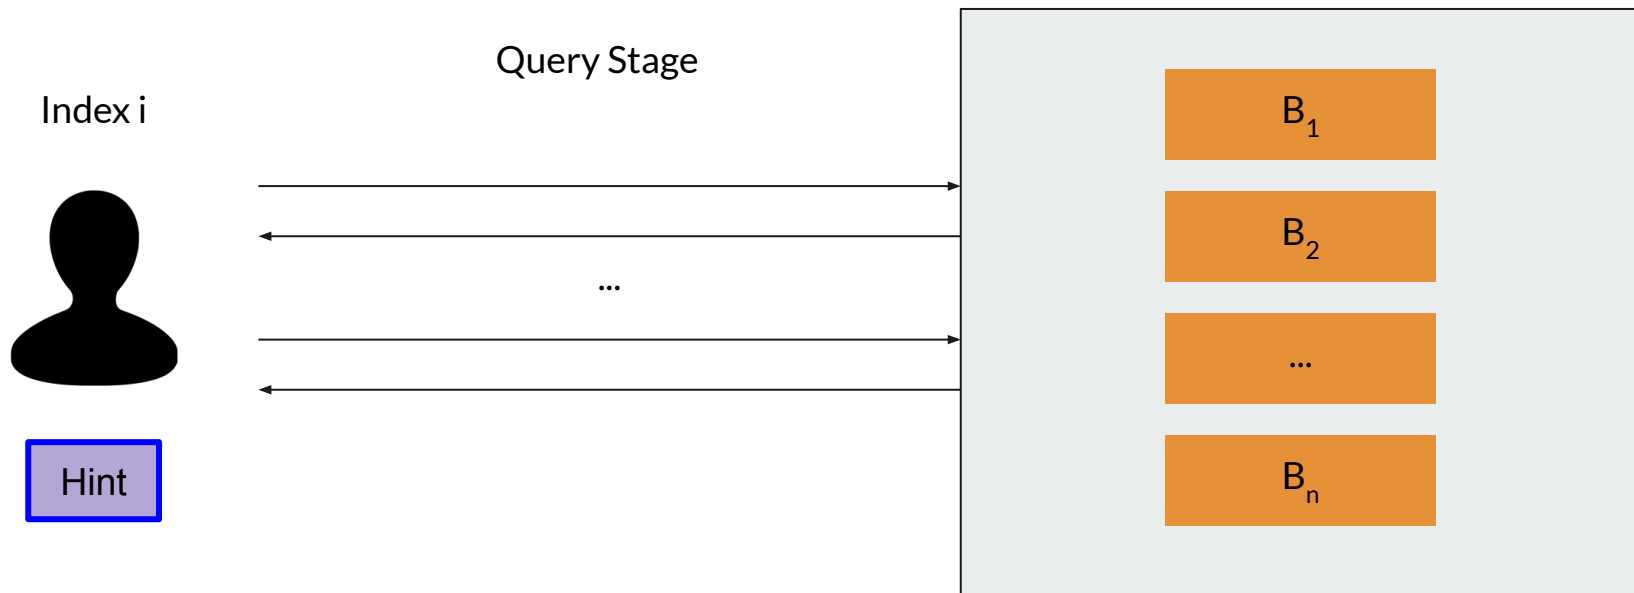 Query Stage
Index i
...
Hint
B₁
B₂
...
Bₙ